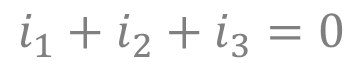 i₁ + i₂ + i₃ = 0